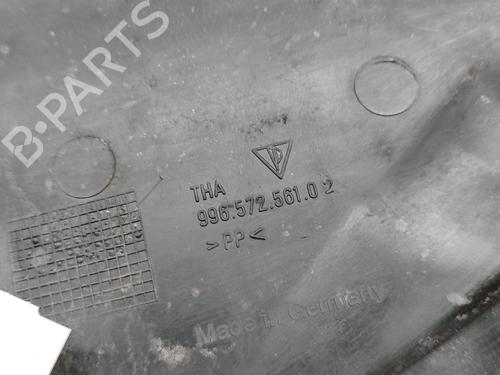 B-PARTS
THA
996.572.561.02
>PP<
Made in Germany